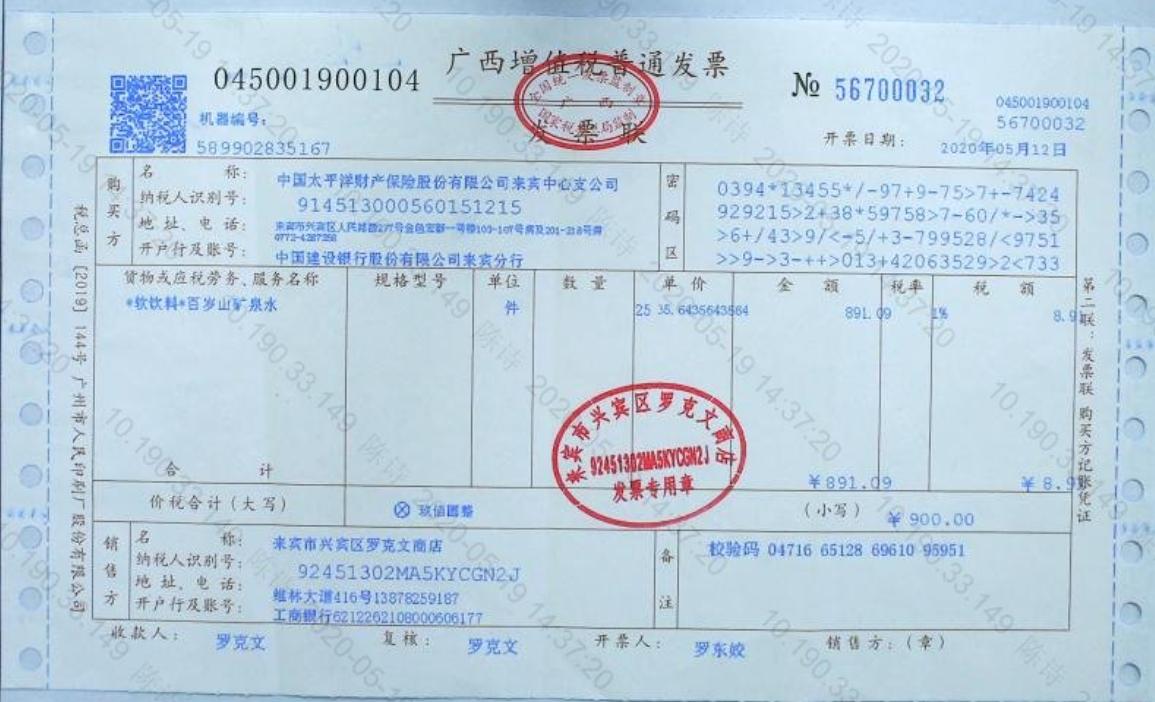 广西增值税普通发票
045001900104
№ 56700032
045001900104
56700032
机器编号：
589902835167
全国统一发票监制章
广西
国家税务总局监制
发票联
开票日期： 2020年05月12日
购买方
名称： 中国太平洋财产保险股份有限公司来宾中心支公司
纳税人识别号： 914513000560151215
地址、电话：
0772-4287258
开户行及账号： 中国建设银行股份有限公司来宾分行
密码区
0394*13455*/-97+9-75>7+-7424
929215>2+38*59758>7-60/*->35
>6+/43>9/<-5/+3-799528/<9751
>>9->3-++>013+42063529>2<733
货物或应税劳务、服务名称 规格型号 单位 数量 单价 金额 税率 税额
*软饮料*百岁山矿泉水 件 25 35.6435643564 891.09 1% 8.91
合计 ¥891.09 ¥8.91
价税合计（大写） ⊗ 玖佰圆整 （小写） ¥900.00
来宾市兴宾区罗克文商店
92451302MA5KYCGN2J
发票专用章
销售方
名称： 来宾市兴宾区罗克文商店
纳税人识别号： 92451302MA5KYCGN2J
地址、电话： 维林大道416号13878259187
开户行及账号： 工商银行6212262108000606177
备注
校验码 04716 65128 69610 95951
收款人： 罗克文 复核： 罗克文 开票人： 罗东姣 销售方：（章）
税总函〔2019〕144号 广州市人民印刷厂股份有限公司
第二联：发票联 购买方记账凭证
10.190.33.149 陈诗 2020-05-19 14:37:20